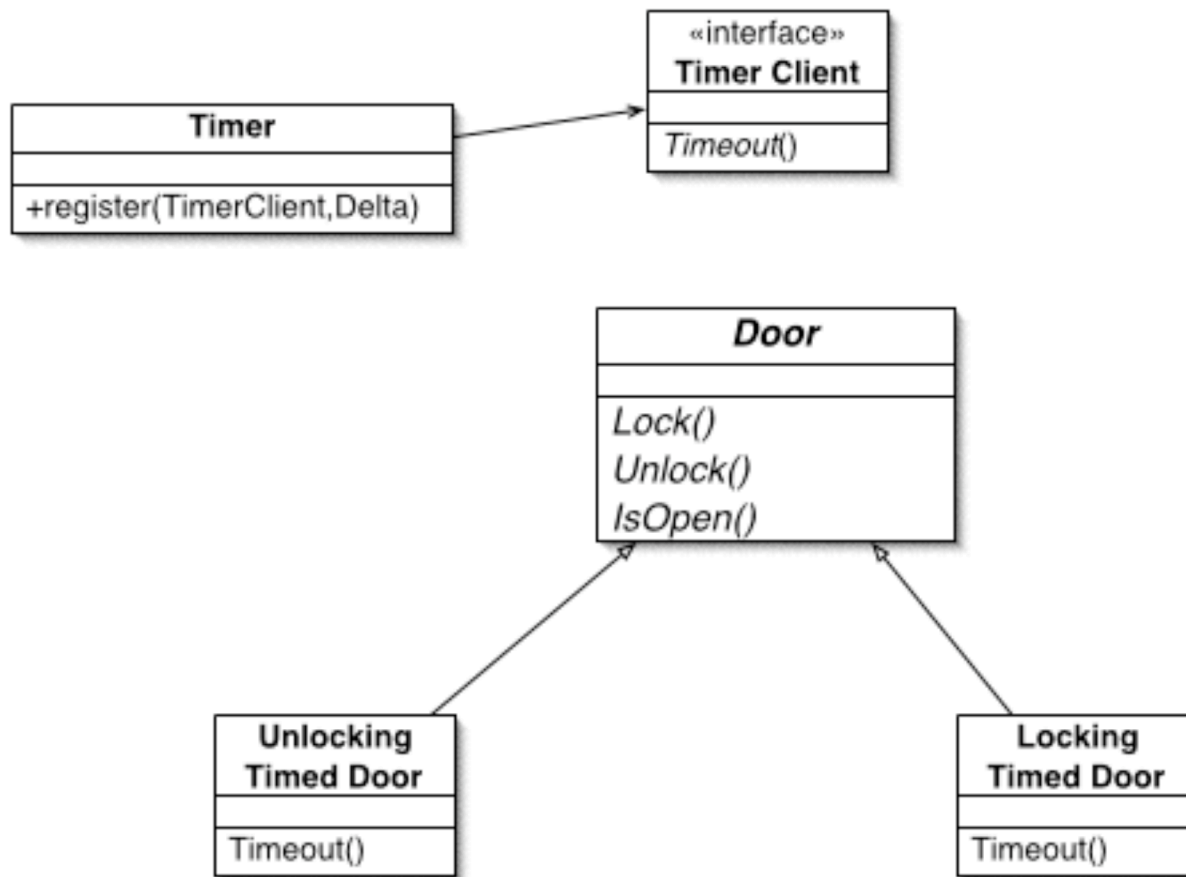 «interface»
Timer Client
Timeout()
Timer
+register(TimerClient,Delta)
Door
Lock()
Unlock()
IsOpen()
Unlocking
Timed Door
Timeout()
Locking
Timed Door
Timeout()